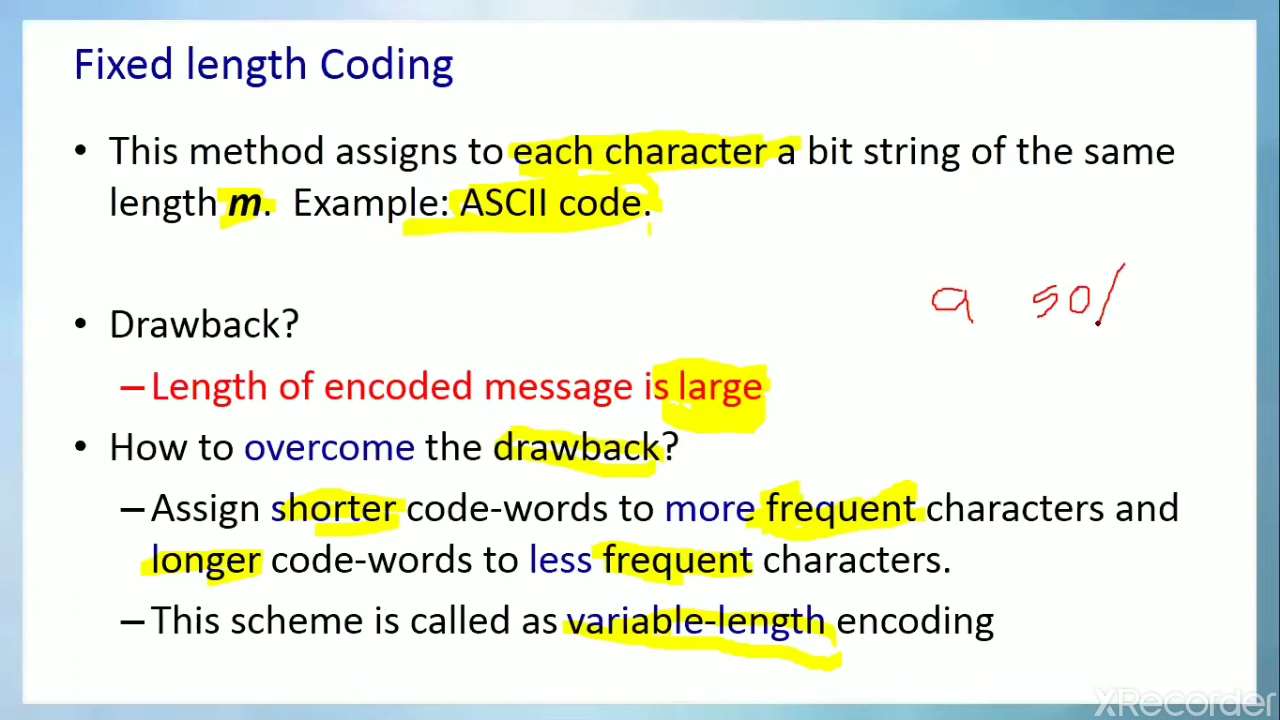 Fixed length Coding
• This method assigns to each character a bit string of the same
length m. Example: ASCII code.
a 50/
• Drawback?
–Length of encoded message is large
• How to overcome the drawback?
–Assign shorter code-words to more frequent characters and
longer code-words to less frequent characters.
–This scheme is called as variable-length encoding
XRecorder